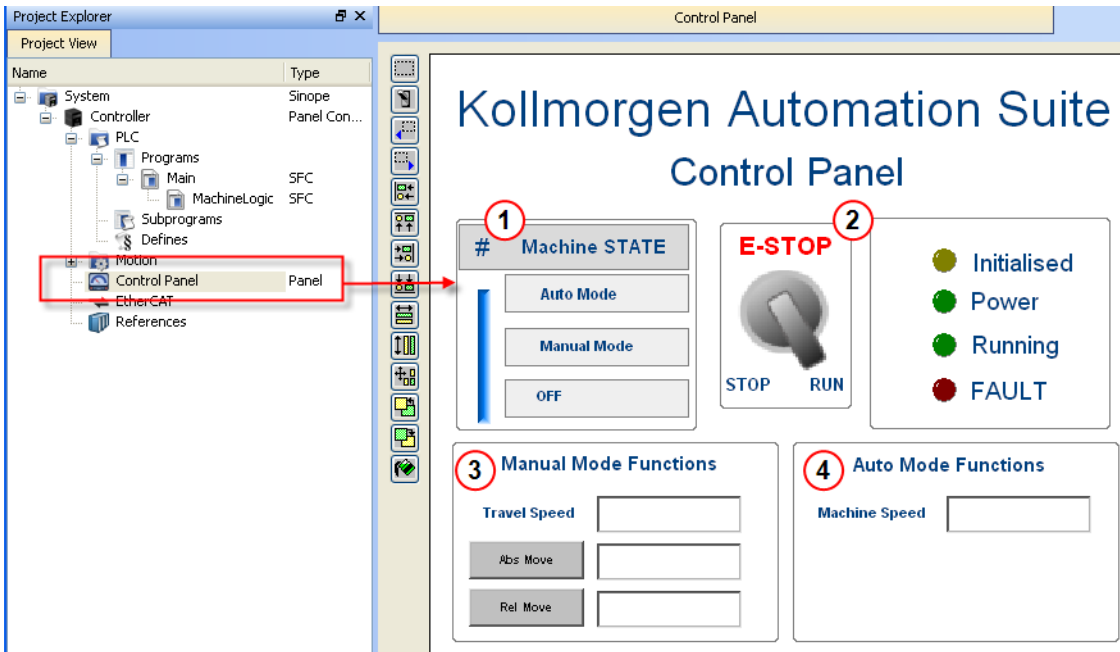 Project Explorer
Project View
Name Type
System Sinope
Controller Panel Con...
PLC
Programs
Main SFC
MachineLogic SFC
Subprograms
Defines
Motion
Control Panel Panel
EtherCAT
References
Control Panel
Kollmorgen Automation Suite
Control Panel
1
# Machine STATE
Auto Mode
Manual Mode
OFF
2
E-STOP
STOP RUN
Initialised
Power
Running
FAULT
3 Manual Mode Functions
Travel Speed
Abs Move
Rel Move
4 Auto Mode Functions
Machine Speed